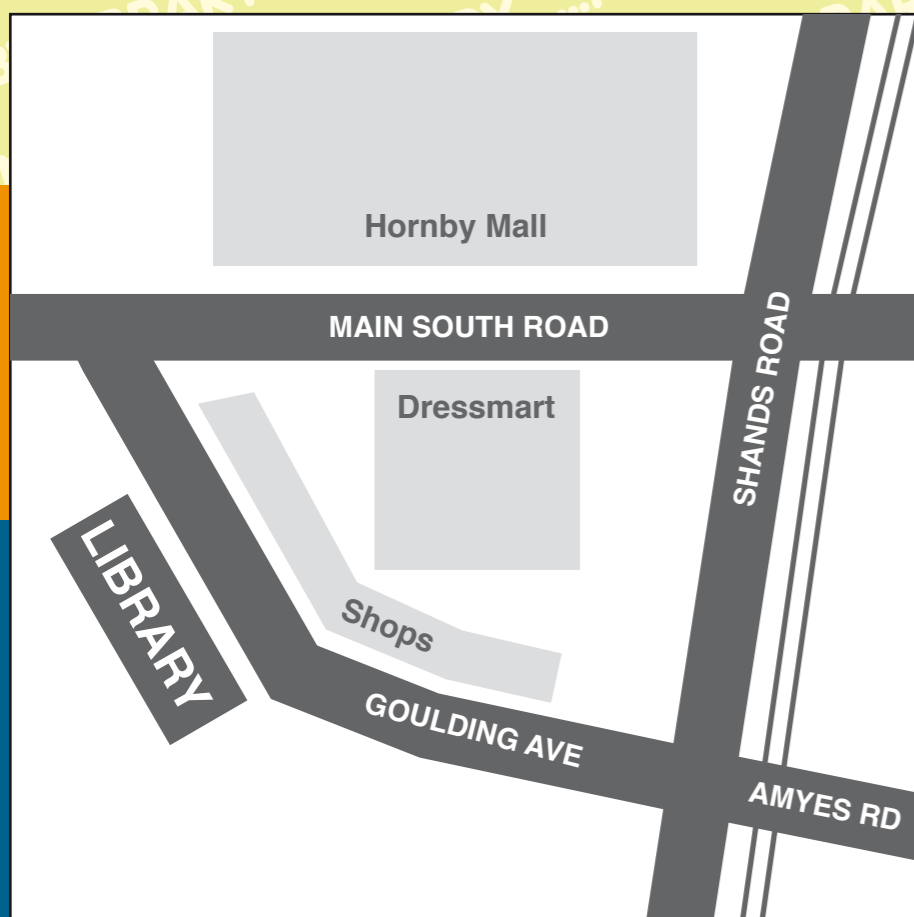 Hornby Mall
MAIN SOUTH ROAD
SHANDS ROAD
Dressmart
LIBRARY
Shops
GOULDING AVE
AMYES RD